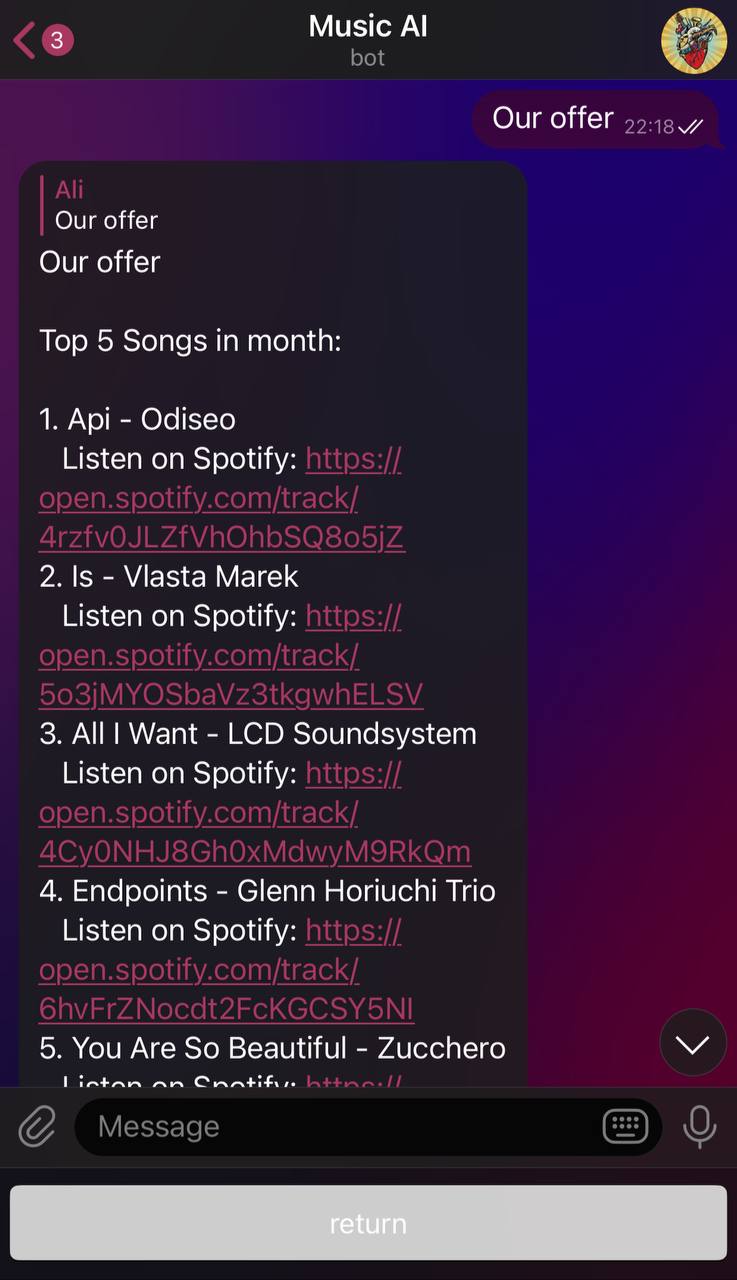 3
Music AI
bot
Our offer 22:18
Ali
Our offer
Our offer
Top 5 Songs in month:
1. Api - Odiseo
Listen on Spotify: https://
open.spotify.com/track/
4rzfv0JLZfVhOhbSQ8o5jZ
2. Is - Vlasta Marek
Listen on Spotify: https://
open.spotify.com/track/
5o3jMYOSbaVz3tkgwhELSV
3. All I Want - LCD Soundsystem
Listen on Spotify: https://
open.spotify.com/track/
4Cy0NHJ8Gh0xMdwyM9RkQm
4. Endpoints - Glenn Horiuchi Trio
Listen on Spotify: https://
open.spotify.com/track/
6hvFrZNocdt2FcKGCSY5NI
5. You Are So Beautiful - Zucchero
Listen on Spotify: https://
Message
return